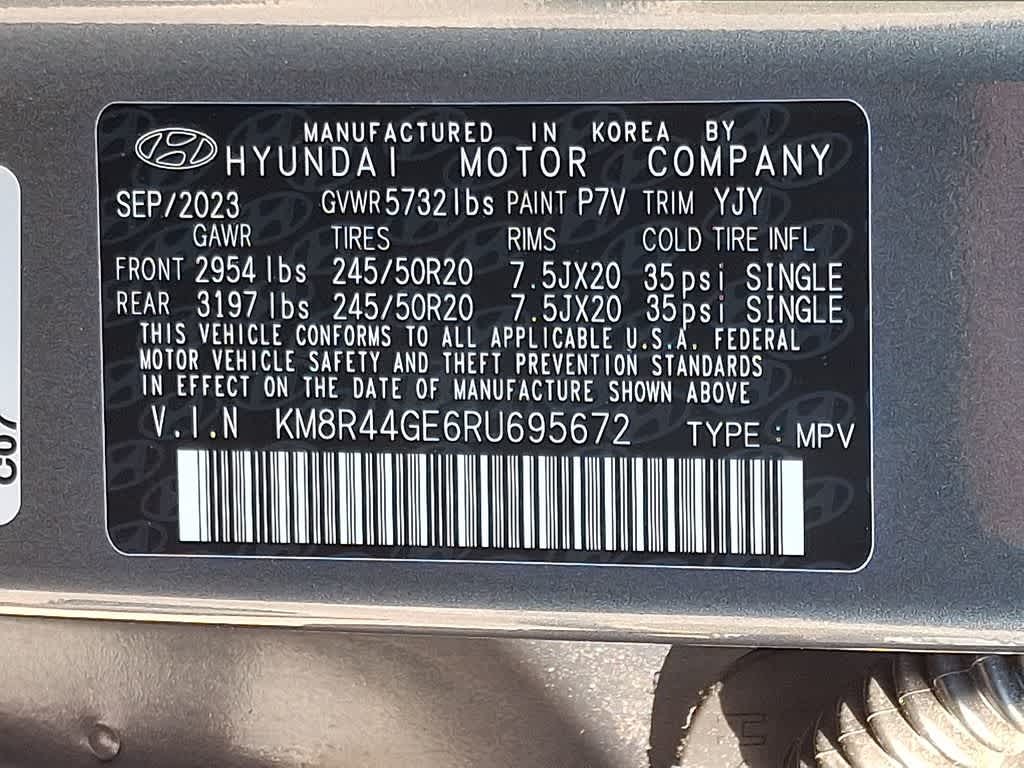 MANUFACTURED IN KOREA BY
HYUNDAI MOTOR COMPANY
SEP/2023 GVWR 5732lbs PAINT P7V TRIM YJY
GAWR TIRES RIMS COLD TIRE INFL
FRONT 2954 lbs 245/50R20 7.5JX20 35psi SINGLE
REAR 3197 lbs 245/50R20 7.5JX20 35psi SINGLE
THIS VEHICLE CONFORMS TO ALL APPLICABLE U.S.A. FEDERAL
MOTOR VEHICLE SAFETY AND THEFT PREVENTION STANDARDS
IN EFFECT ON THE DATE OF MANUFACTURE SHOWN ABOVE
V.I.N KM8R44GE6RU695672 TYPE : MPV
C07